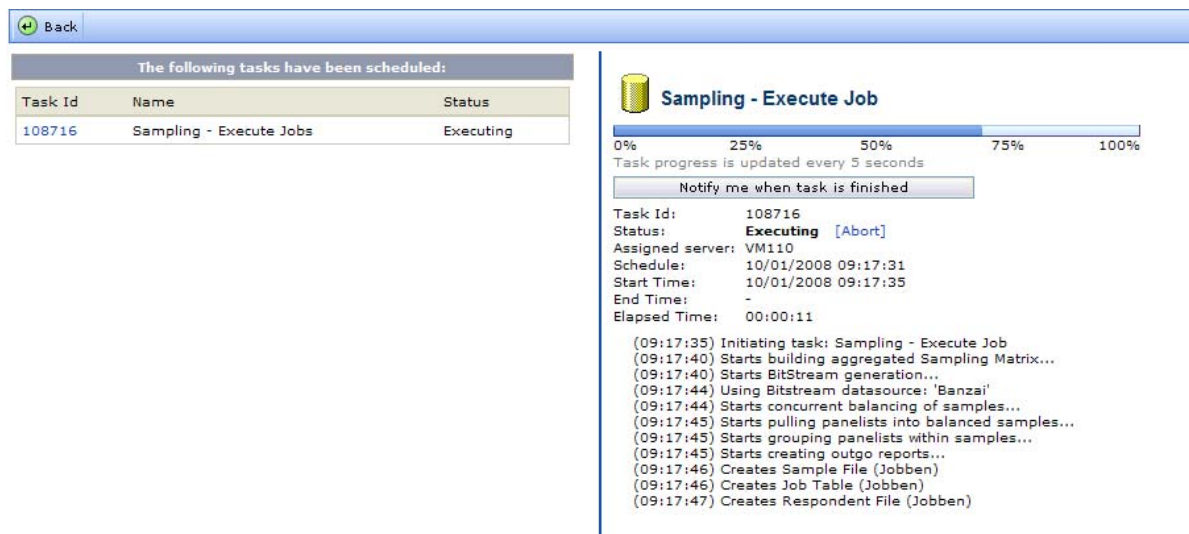 Back
The following tasks have been scheduled:
Task Id Name Status
108716 Sampling - Execute Jobs Executing
Sampling - Execute Job
0% 25% 50% 75% 100%
Task progress is updated every 5 seconds
Notify me when task is finished
Task Id: 108716
Status: Executing [Abort]
Assigned server: VM110
Schedule: 10/01/2008 09:17:31
Start Time: 10/01/2008 09:17:35
End Time: -
Elapsed Time: 00:00:11
(09:17:35) Initiating task: Sampling - Execute Job
(09:17:40) Starts building aggregated Sampling Matrix...
(09:17:40) Starts BitStream generation...
(09:17:44) Using Bitstream datasource: 'Banzai'
(09:17:44) Starts concurrent balancing of samples...
(09:17:45) Starts pulling panelists into balanced samples...
(09:17:45) Starts grouping panelists within samples...
(09:17:45) Starts creating outgo reports...
(09:17:46) Creates Sample File (Jobben)
(09:17:46) Creates Job Table (Jobben)
(09:17:47) Creates Respondent File (Jobben)